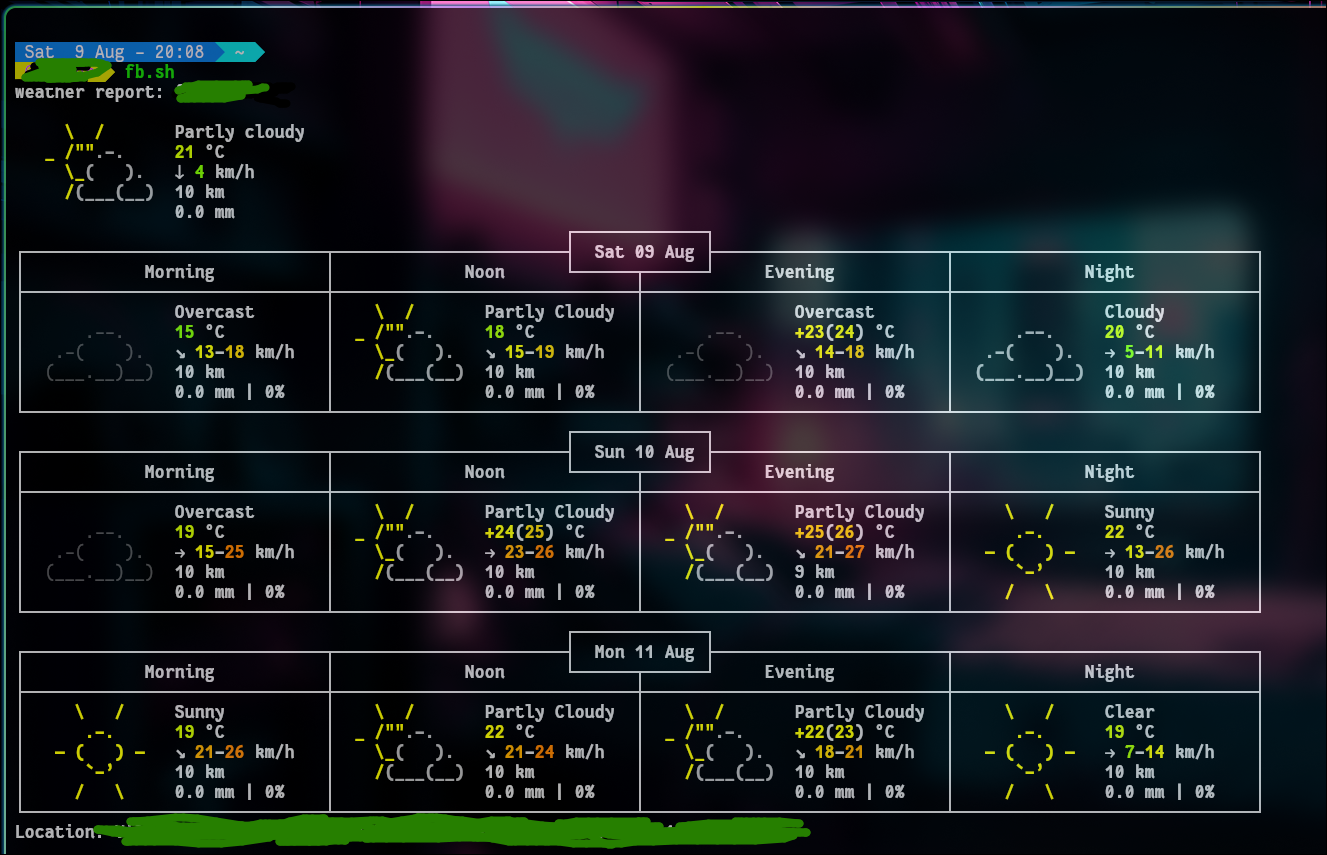 Sat  9 Aug – 20:08  ~
fb.sh
weather report:
Partly cloudy
21 °C
↓ 4 km/h
10 km
0.0 mm
Sat 09 Aug
Morning Noon Evening Night
Overcast Partly Cloudy Overcast Cloudy
15 °C 18 °C +23(24) °C 20 °C
↘ 13–18 km/h ↘ 15–19 km/h ↘ 14–18 km/h → 5–11 km/h
10 km 10 km 10 km 10 km
0.0 mm | 0% 0.0 mm | 0% 0.0 mm | 0% 0.0 mm | 0%
Sun 10 Aug
Morning Noon Evening Night
Overcast Partly Cloudy Partly Cloudy Sunny
19 °C +24(25) °C +25(26) °C 22 °C
→ 15–25 km/h → 23–26 km/h ↘ 21–27 km/h → 13–26 km/h
10 km 10 km 9 km 10 km
0.0 mm | 0% 0.0 mm | 0% 0.0 mm | 0% 0.0 mm | 0%
Mon 11 Aug
Morning Noon Evening Night
Sunny Partly Cloudy Partly Cloudy Clear
19 °C 22 °C +22(23) °C 19 °C
↘ 21–26 km/h ↘ 21–24 km/h ↘ 18–21 km/h → 7–14 km/h
10 km 10 km 10 km 10 km
0.0 mm | 0% 0.0 mm | 0% 0.0 mm | 0% 0.0 mm | 0%
Location: